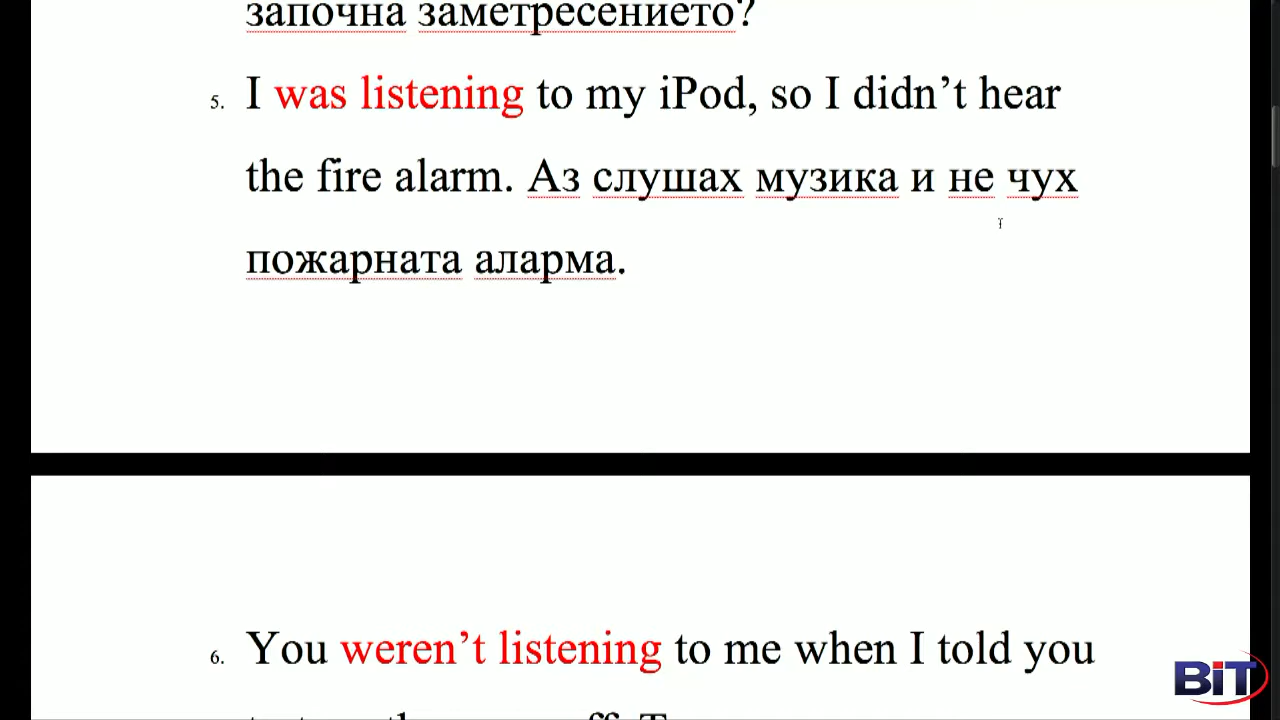 започна заметресението?
5. I was listening to my iPod, so I didn’t hear
the fire alarm. Аз слушах музика и не чух
пожарната аларма.
6. You weren’t listening to me when I told you
BiT